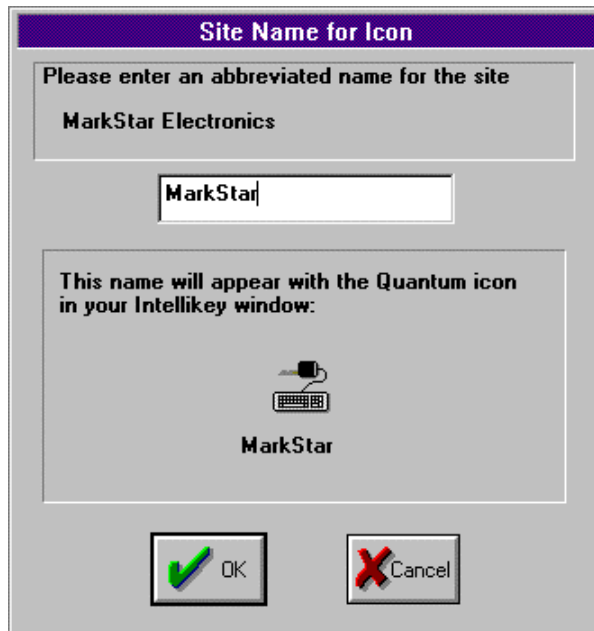 Site Name for Icon
Please enter an abbreviated name for the site
MarkStar Electronics
MarkStar
This name will appear with the Quantum icon
in your Intellikey window:
MarkStar
OK
Cancel